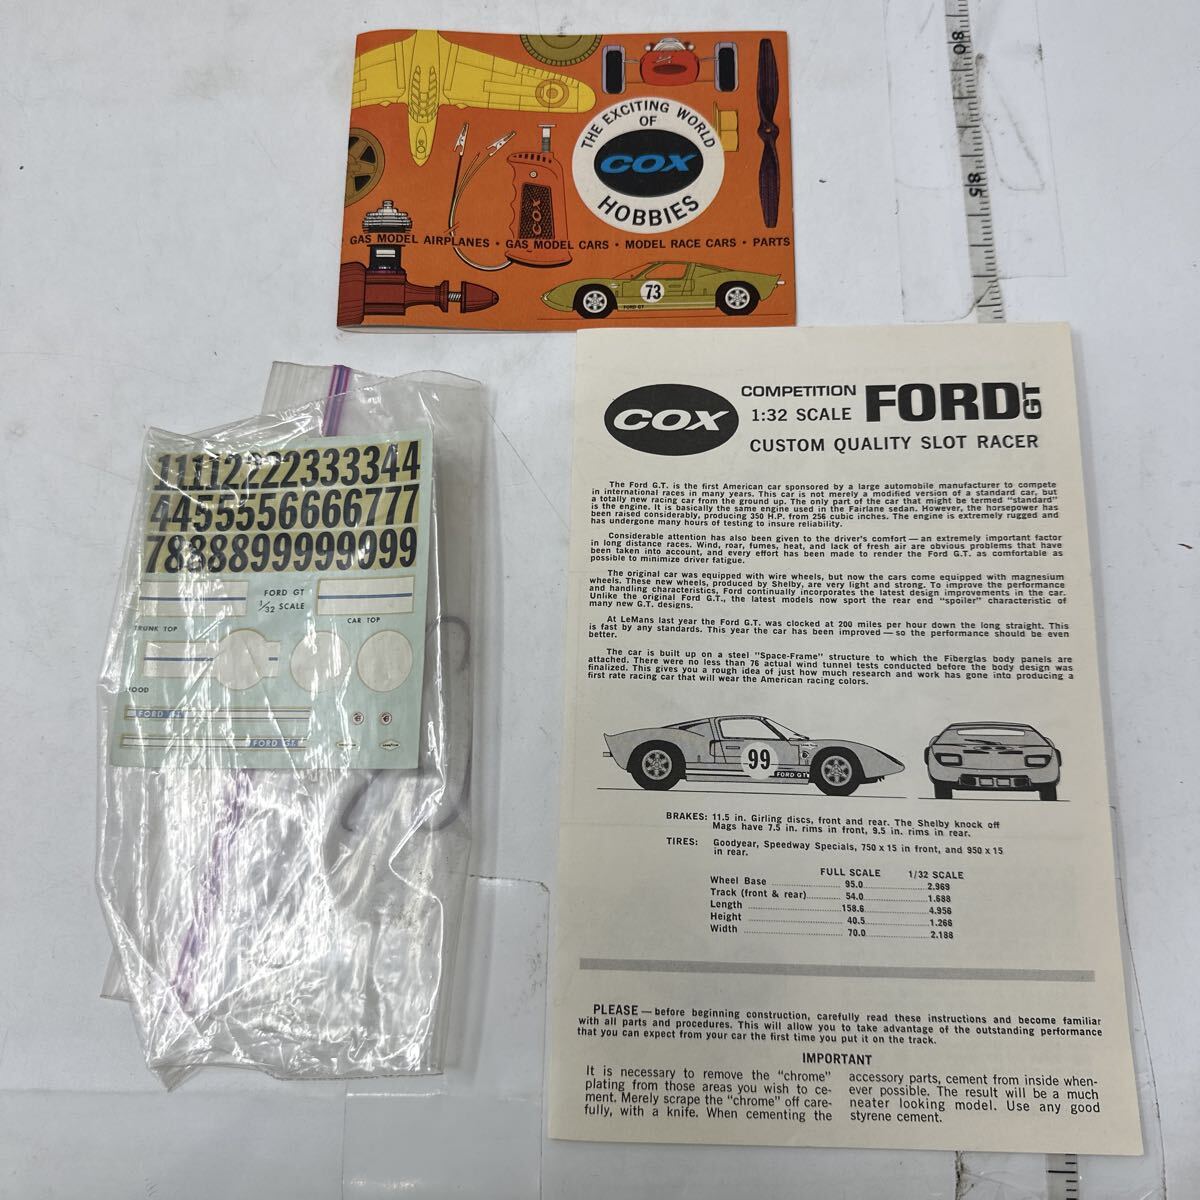 THE EXCITING WORLD
OF
COX
HOBBIES
COX
· GAS MODEL AIRPLANES · GAS MODEL CARS · MODEL RACE CARS · PARTS
73
FORD GT
80
85
11112222333344
44555556666777
7888899999999
FORD GT
1/32 SCALE
TRUNK TOP
CAR TOP
HOOD
FORD GT
FORD GT
COX
COMPETITION
1:32 SCALE
FORD GT
CUSTOM QUALITY SLOT RACER
The Ford G.T. is the first American car sponsored by a large automobile manufacturer to compete
in international races in many years. This car is not merely a modified version of a standard car, but
a totally new racing car from the ground up. The only part of the car that might be termed "standard"
is the engine. It is basically the same engine used in the Fairlane sedan. However, the horsepower has
been raised considerably, producing 350 H.P. from 256 cubic inches. The engine is extremely rugged and
has undergone many hours of testing to insure reliability.
Considerable attention has also been given to the driver's comfort — an extremely important factor
in long distance races. Wind, roar, fumes, heat, and lack of fresh air are obvious problems that have
been taken into account, and every effort has been made to render the Ford G.T. as comfortable as
possible to minimize driver fatigue.
The original car was equipped with wire wheels, but now the cars come equipped with magnesium
wheels. These new wheels, produced by Shelby, are very light and strong. To improve the performance
and handling characteristics, Ford continually incorporates the latest design improvements in the car.
Unlike the original Ford G.T., the latest models now sport the rear end "spoiler" characteristic of
many new G.T. designs.
At LeMans last year the Ford G.T. was clocked at 200 miles per hour down the long straight. This
is fast by any standards. This year the car has been improved — so the performance should be even
better.
The car is built up on a steel "Space-Frame" structure to which the Fiberglas body panels are
attached. There were no less than 76 actual wind tunnel tests conducted before the body design was
finalized. This gives you a rough idea of just how much research and work has gone into producing a
first rate racing car that will wear the American racing colors.
99
FORD GT
BRAKES: 11.5 in. Girling discs, front and rear. The Shelby knock off
Mags have 7.5 in. rims in front, 9.5 in. rims in rear.
TIRES: Goodyear, Speedway Specials, 750 x 15 in front, and 950 x 15
in rear.
FULL SCALE 1/32 SCALE
Wheel Base 95.0 2.969
Track (front & rear) 54.0 1.688
Length 158.6 4.956
Height 40.5 1.266
Width 70.0 2.188
PLEASE — before beginning construction, carefully read these instructions and become familiar
with all parts and procedures. This will allow you to take advantage of the outstanding performance
that you can expect from your car the first time you put it on the track.
IMPORTANT
It is necessary to remove the "chrome"
plating from those areas you wish to ce-
ment. Merely scrape the "chrome" off care-
fully, with a knife. When cementing the
accessory parts, cement from inside when-
ever possible. The result will be a much
neater looking model. Use any good
styrene cement.